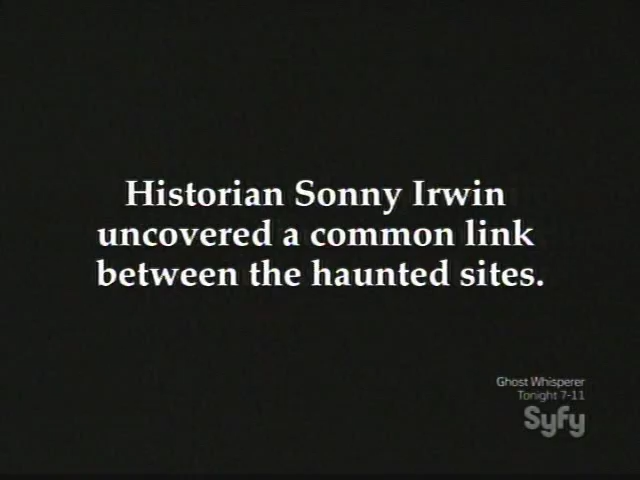 Historian Sonny Irwin
uncovered a common link
between the haunted sites.
Ghost Whisperer
Tonight 7-11
Syfy